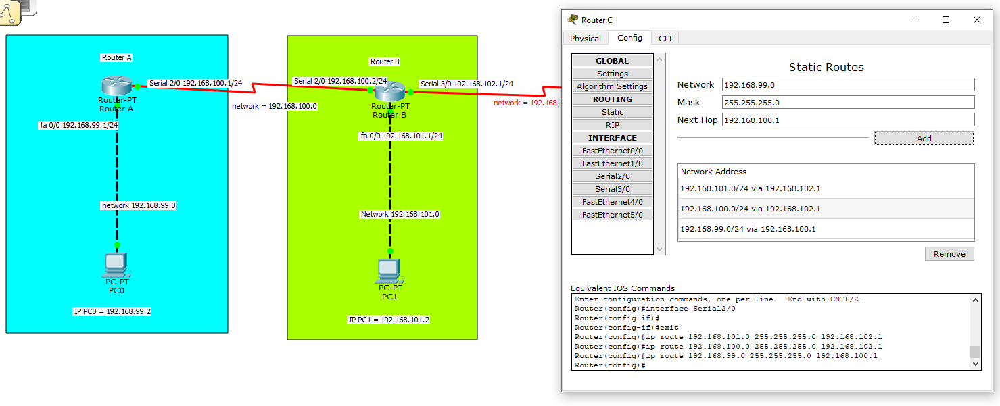 Router A
Serial 2/0 192.168.100.1/24
Router-PT
Router A
fa 0/0 192.168.99.1/24
network = 192.168.100.0
network 192.168.99.0
PC-PT
PC0
IP PC0 = 192.168.99.2
Router B
Serial 2/0 192.168.100.2/24
Serial 3/0 192.168.102.1/24
network = 192.168.1
Router-PT
Router B
fa 0/0 192.168.101.1/24
Network 192.168.101.0
PC-PT
PC1
IP PC1 = 192.168.101.2
Router C
Physical Config CLI
GLOBAL
Settings
Algorithm Settings
ROUTING
Static
RIP
INTERFACE
FastEthernet0/0
FastEthernet1/0
Serial2/0
Serial3/0
FastEthernet4/0
FastEthernet5/0
Static Routes
Network 192.168.99.0
Mask 255.255.255.0
Next Hop 192.168.100.1
Add
Network Address
192.168.101.0/24 via 192.168.102.1
192.168.100.0/24 via 192.168.102.1
192.168.99.0/24 via 192.168.100.1
Remove
Equivalent IOS Commands
Enter configuration commands, one per line. End with CNTL/Z.
Router(config)#interface Serial2/0
Router(config-if)#
Router(config-if)#exit
Router(config)#ip route 192.168.101.0 255.255.255.0 192.168.102.1
Router(config)#ip route 192.168.100.0 255.255.255.0 192.168.102.1
Router(config)#ip route 192.168.99.0 255.255.255.0 192.168.100.1
Router(config)#